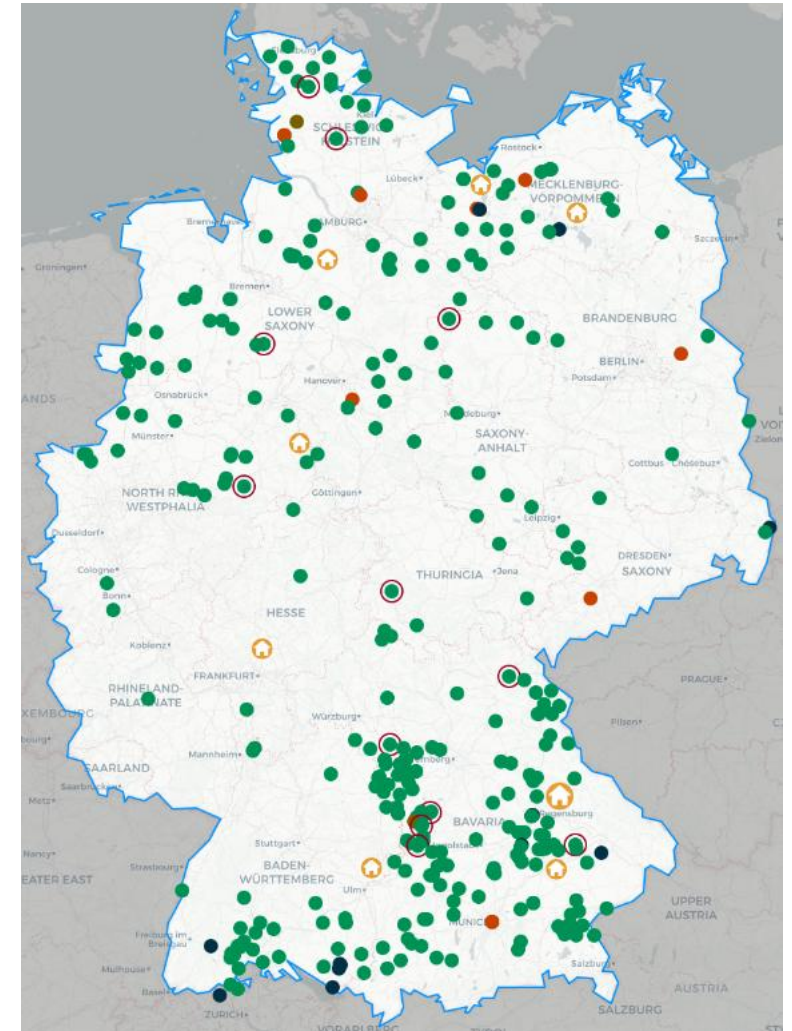 Flensburg
Kiel
SCHLESWIG
HOLSTEIN
Rostock
Lübeck
MECKLENBURG-
VORPOMMERN
HAMBURG
Szczecin
Groningen
Bremen
LOWER
SAXONY
BRANDENBURG
BERLIN
Potsdam
Hanover
Osnabrück
Magdeburg
Münster
SAXONY-
ANHALT
Cottbus - Chóśebuz
NORTH RHINE
WESTPHALIA
Göttingen
Leipzig
Dusseldorf
DRESDEN
SAXONY
Cologne
THURINGIA
Jena
Bonn
HESSE
Koblenz
FRANKFURT
PRAGUE
RHINELAND-
PALATINATE
Würzburg
Pilsen
Mannheim
SAARLAND
Saarbrücken
Metz
Regensburg
BAVARIA
Stuttgart
Nancy
Strasbourg
BADEN-
WÜRTTEMBERG
Ulm
UPPER
AUSTRIA
MUNICH
Freiburg im
Breisgau
Salzburg
Mulhouse
AUSTRIA
Basel
SALZBURG
ZURICH
VORARLBERG